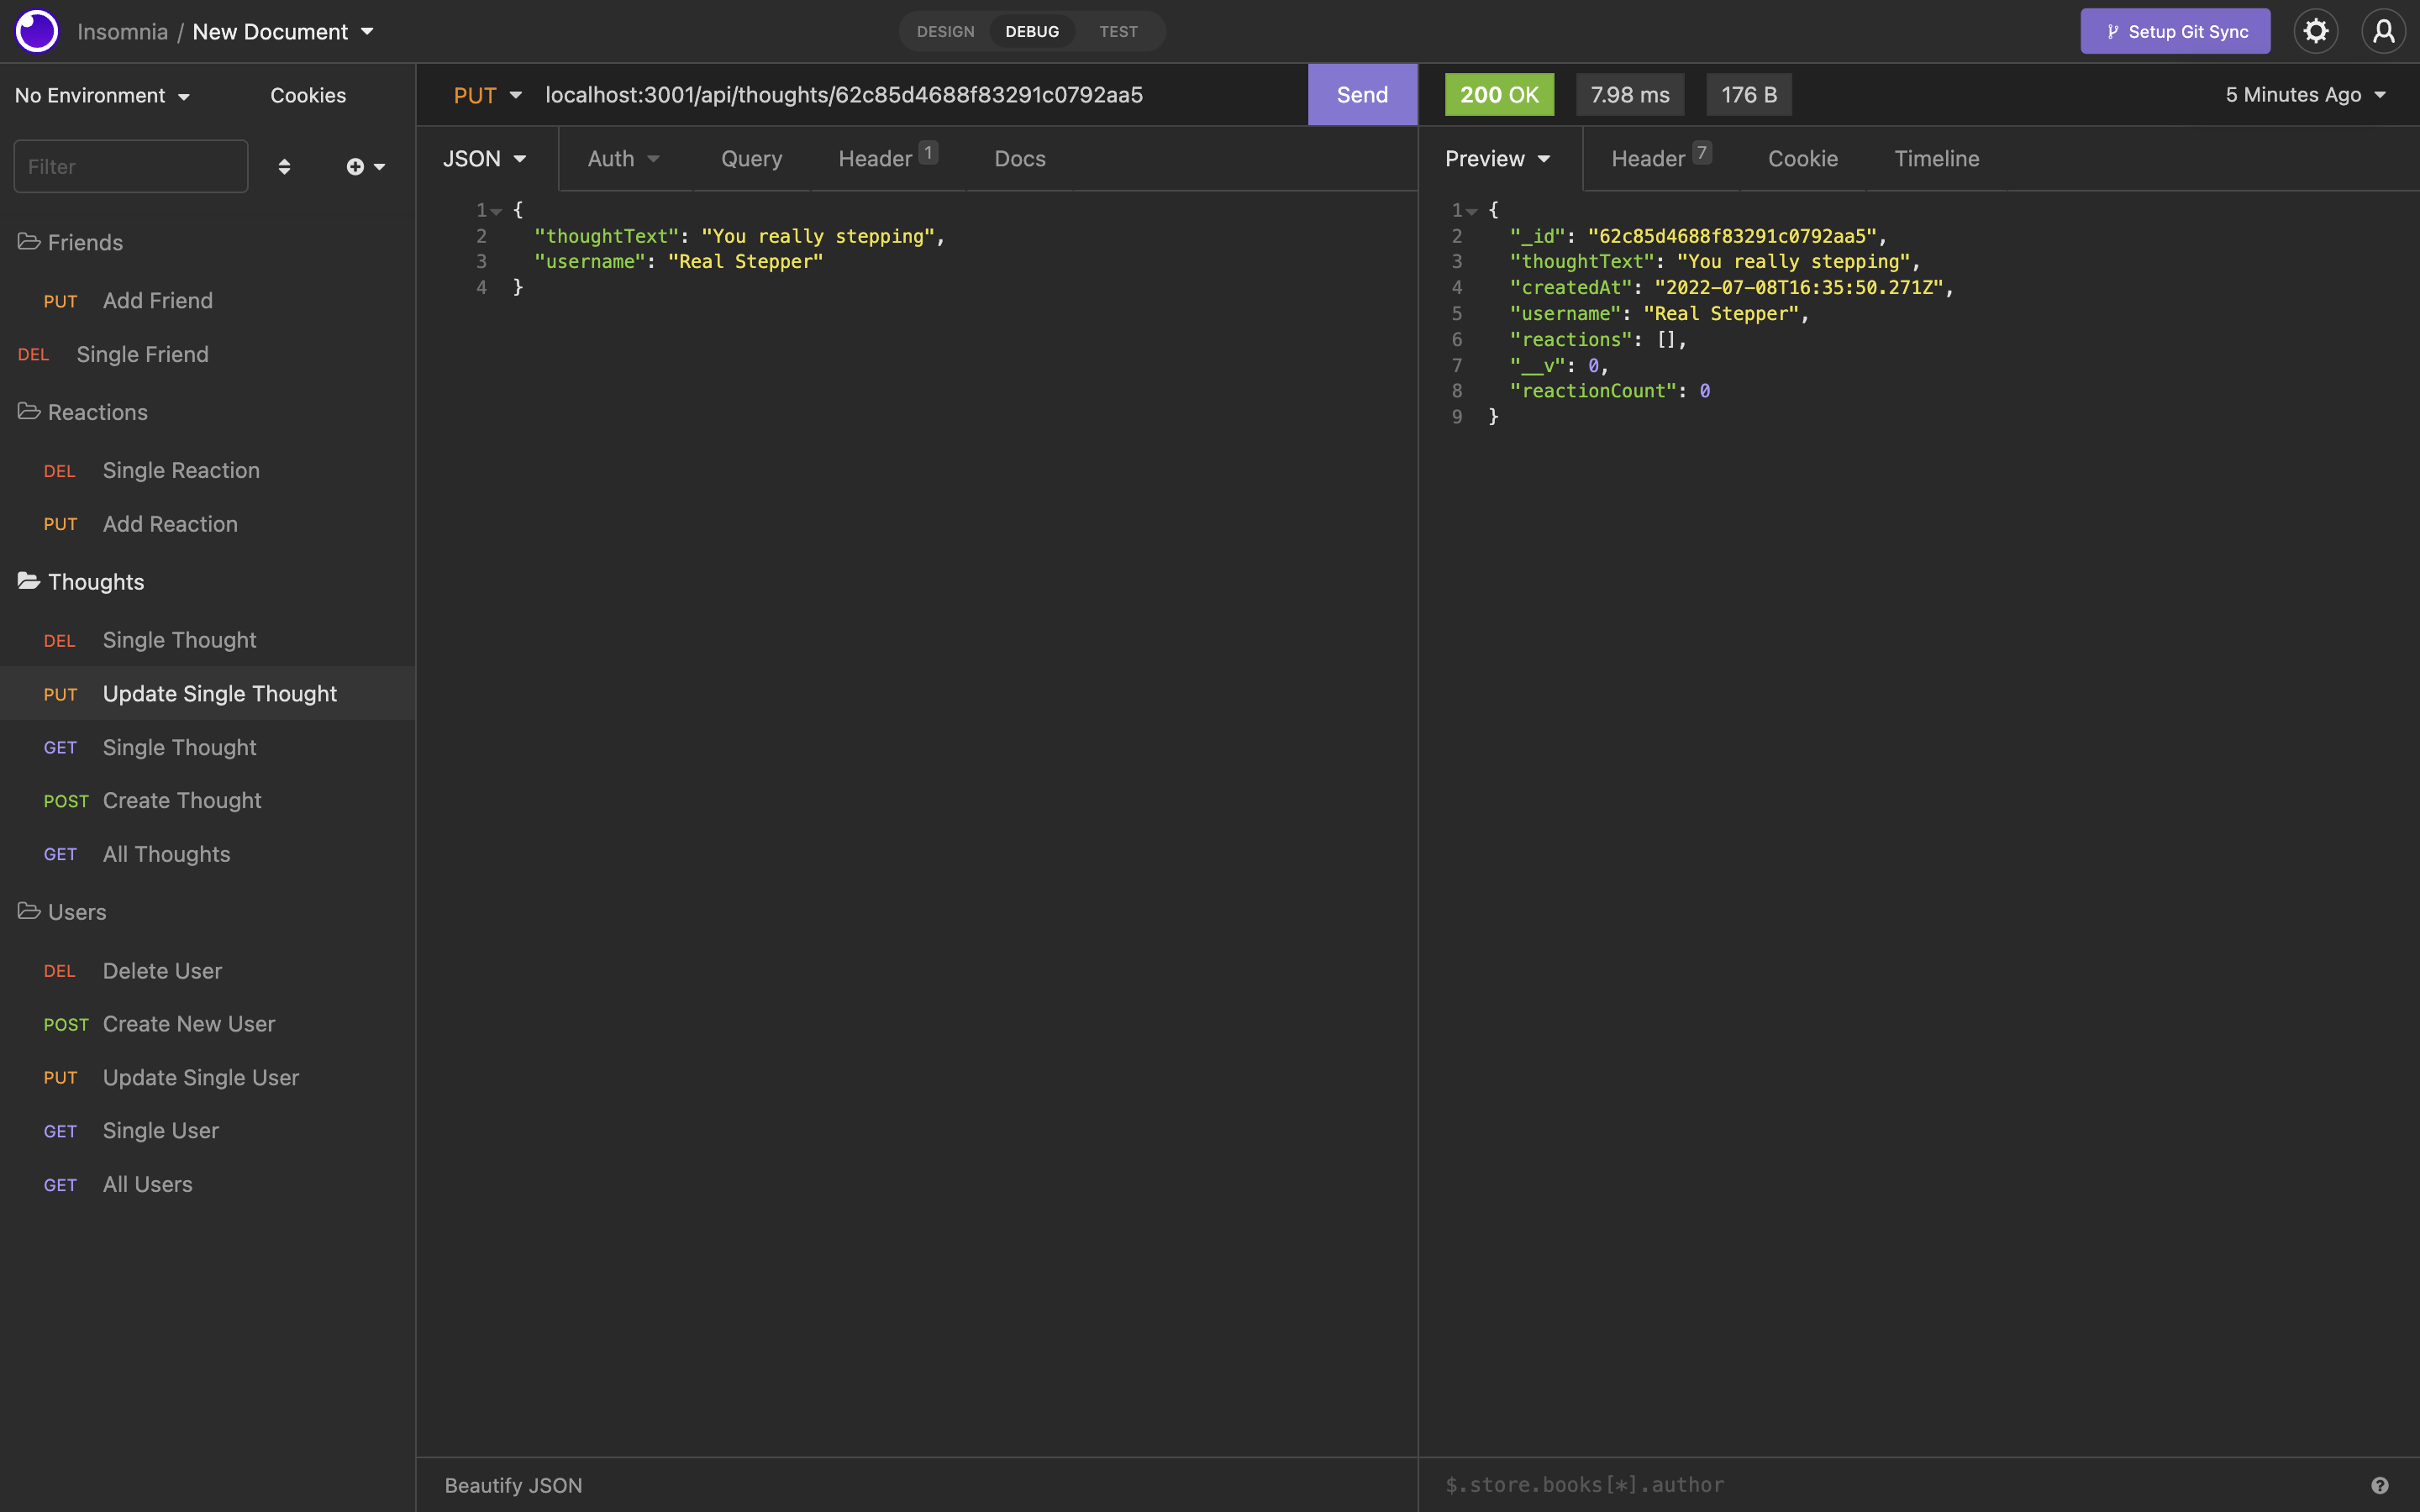 Insomnia / New Document
DESIGN DEBUG TEST
Setup Git Sync
No Environment Cookies
Filter
Friends
PUT Add Friend
DEL Single Friend
Reactions
DEL Single Reaction
PUT Add Reaction
Thoughts
DEL Single Thought
PUT Update Single Thought
GET Single Thought
POST Create Thought
GET All Thoughts
Users
DEL Delete User
POST Create New User
PUT Update Single User
GET Single User
GET All Users
PUT localhost:3001/api/thoughts/62c85d4688f83291c0792aa5 Send
JSON Auth Query Header 1 Docs
1 {
2 "thoughtText": "You really stepping",
3 "username": "Real Stepper"
4 }
Beautify JSON
200 OK 7.98 ms 176 B 5 Minutes Ago
Preview Header 7 Cookie Timeline
1 {
2 "_id": "62c85d4688f83291c0792aa5",
3 "thoughtText": "You really stepping",
4 "createdAt": "2022-07-08T16:35:50.271Z",
5 "username": "Real Stepper",
6 "reactions": [],
7 "__v": 0,
8 "reactionCount": 0
9 }
$.store.books[*].author